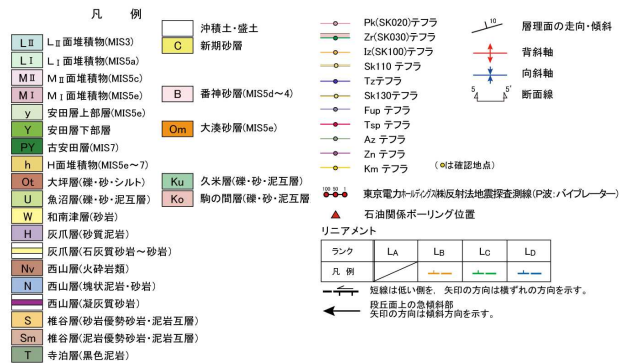 凡 例
LⅡ LⅡ面堆積物(MIS3)
LⅠ LⅠ面堆積物(MIS5a)
MⅡ MⅡ面堆積物(MIS5c)
MⅠ MⅠ面堆積物(MIS5e)
y 安田層上部層(MIS5e)
Y 安田層下部層
PY 古安田層(MIS7)
h H面堆積物(MIS5e~7)
Ot 大坪層(礫・砂・シルト)
U 魚沼層(礫・砂・泥互層)
W 和南津層(砂岩)
H 灰爪層(砂質泥岩)
灰爪層(石灰質砂岩~砂岩)
Nv 西山層(火砕岩類)
N 西山層(塊状泥岩・砂岩)
西山層(凝灰質砂岩)
S 椎谷層(砂岩優勢砂岩・泥岩互層)
Sm 椎谷層(泥岩優勢砂岩・泥岩互層)
T 寺泊層(黒色泥岩)
沖積土・盛土
C 新期砂層
B 番神砂層(MIS5d~4)
Om 大湊砂層(MIS5e)
Ku 久米層(礫・砂・泥互層)
Ko 駒の間層(礫・砂・泥互層
Pk(SK020)テフラ
Zr(SK030)テフラ
Iz(SK100)テフラ
Sk110 テフラ
Tzテフラ
Sk130テフラ
Fup テフラ
Tsp テフラ
Az テフラ
Zn テフラ
Km テフラ
(●は確認地点)
10 層理面の走向・傾斜
背斜軸
向斜軸
5 5' 断面線
100 50 1 東京電力ホールディングス㈱反射法地震探査測線(P波:バイブレーター)
石油関係ボーリング位置
リニアメント
ランク LA LB LC LD
凡 例
短線は低い側を、矢印の方向は横ずれの方向を示す。
段丘面上の急傾斜部
矢印の方向は傾斜方向を示す。